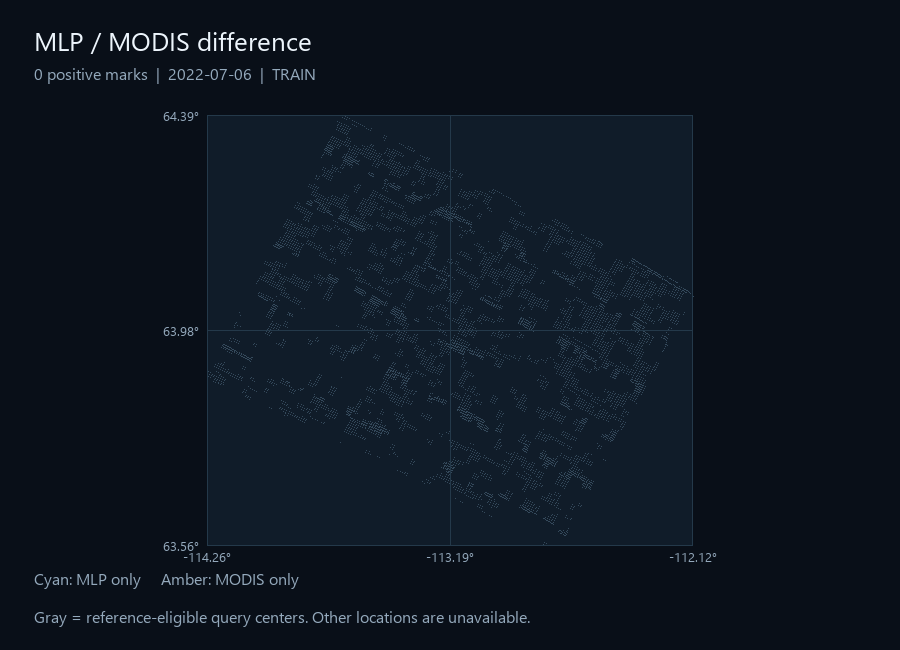 MLP / MODIS difference
0 positive marks | 2022-07-06 | TRAIN
64.39°
63.98°
63.56°
-114.26° -113.19° -112.12°
Cyan: MLP only Amber: MODIS only
Gray = reference-eligible query centers. Other locations are unavailable.